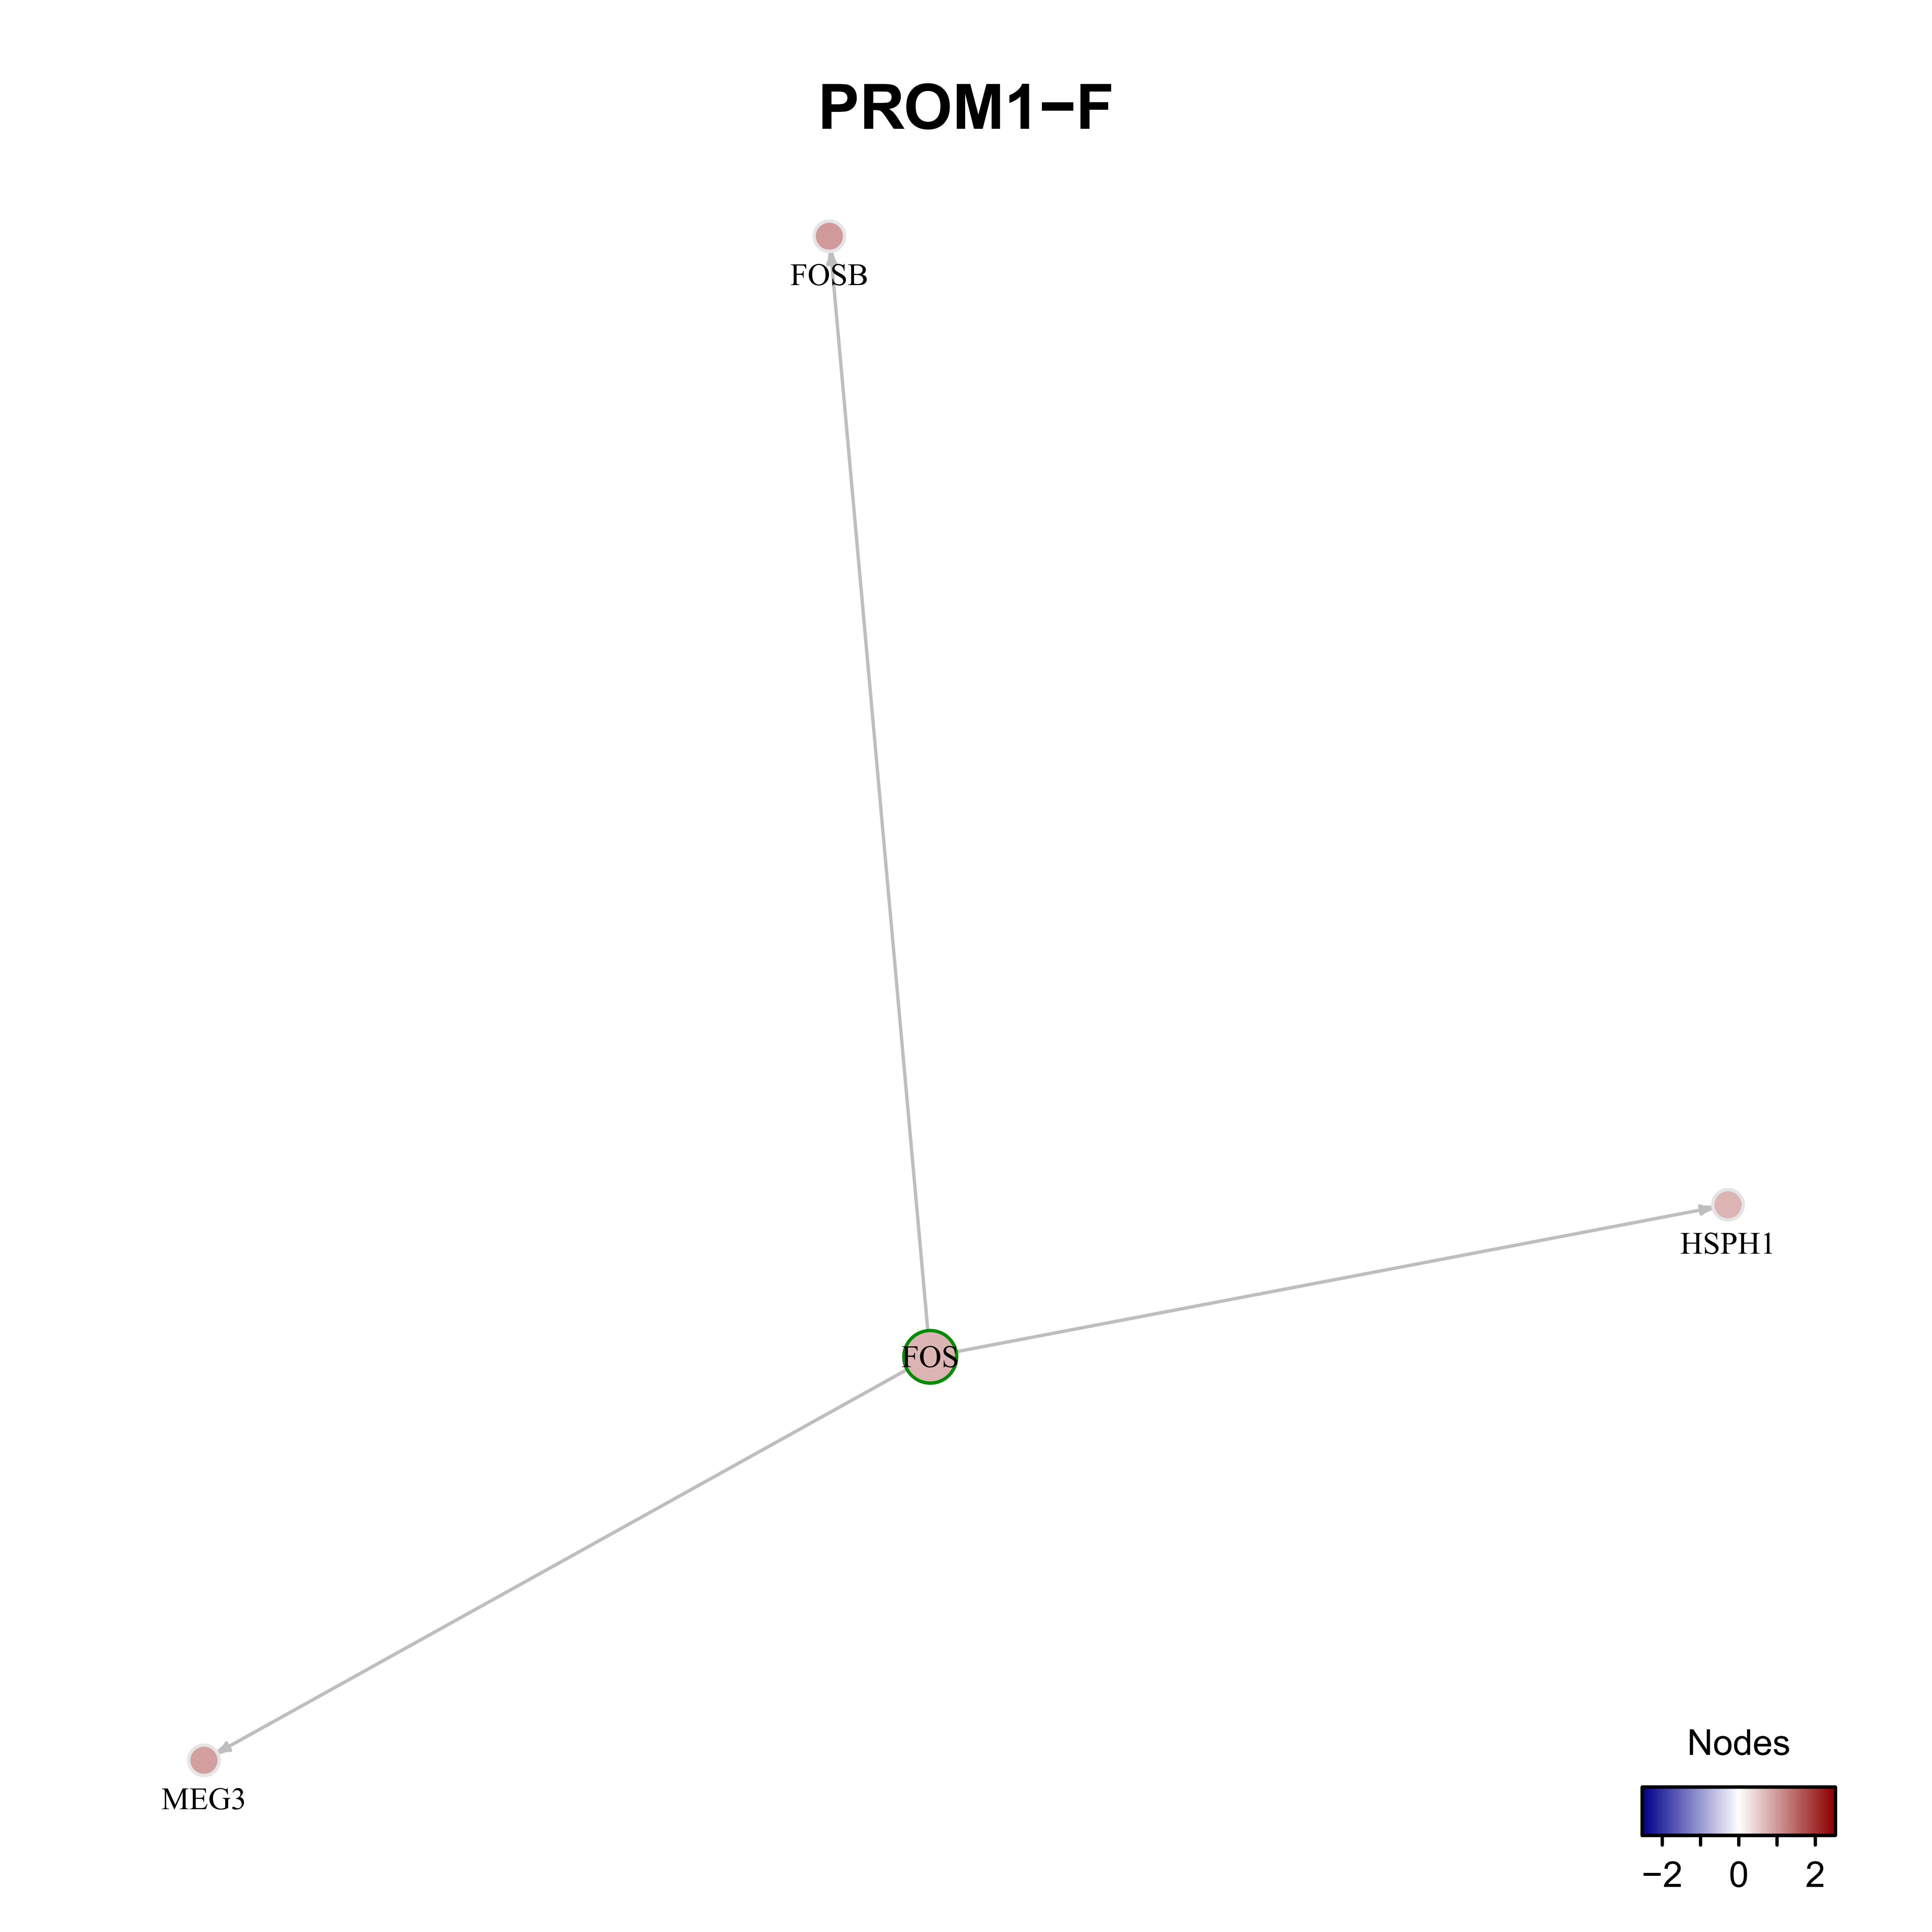 PROM1−F
FOSB
HSPH1
FOS
MEG3
Nodes
−2 0 2